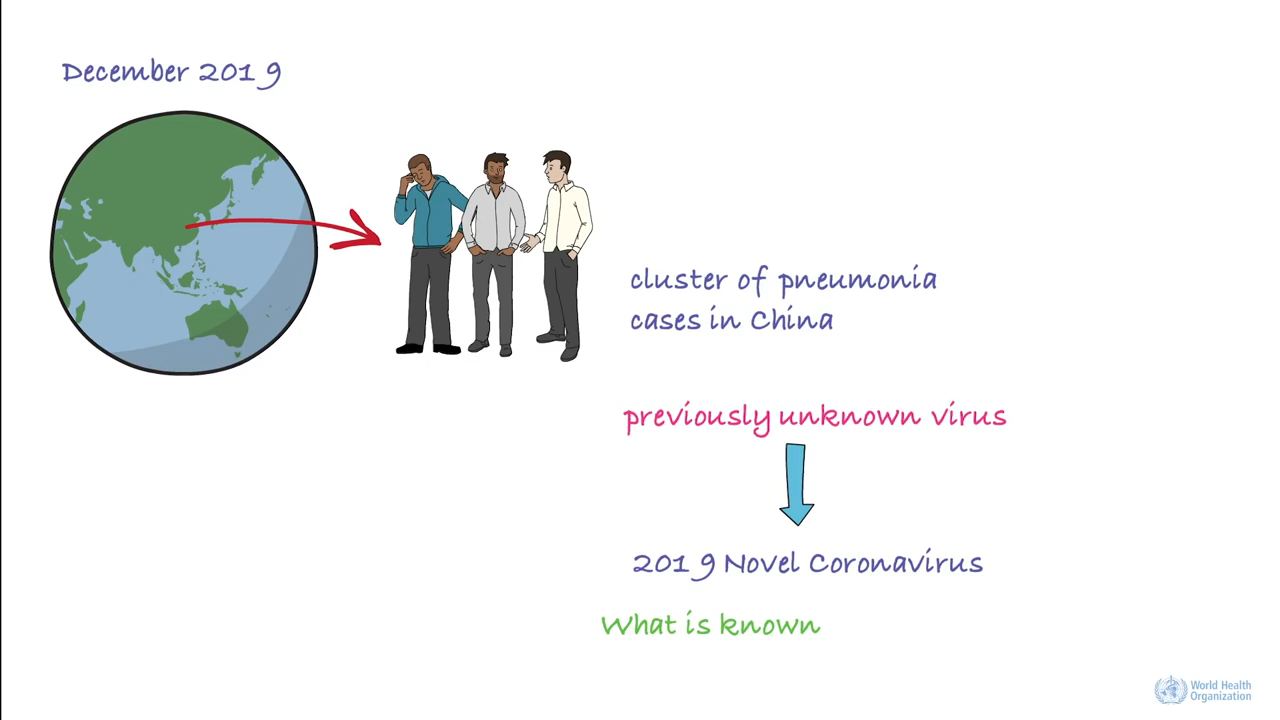 December 2019
cluster of pneumonia
cases in China
previously unknown virus
2019 Novel Coronavirus
What is known
World Health
Organization